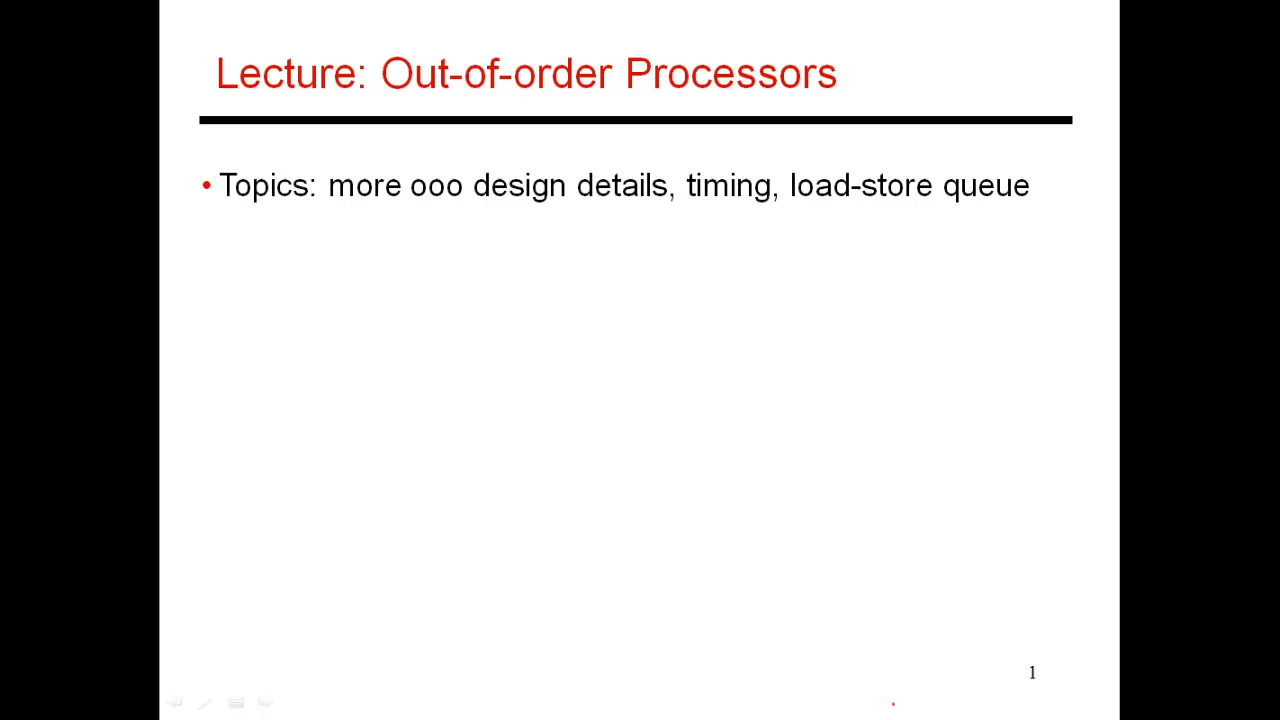 Lecture: Out-of-order Processors
• Topics: more ooo design details, timing, load-store queue
1